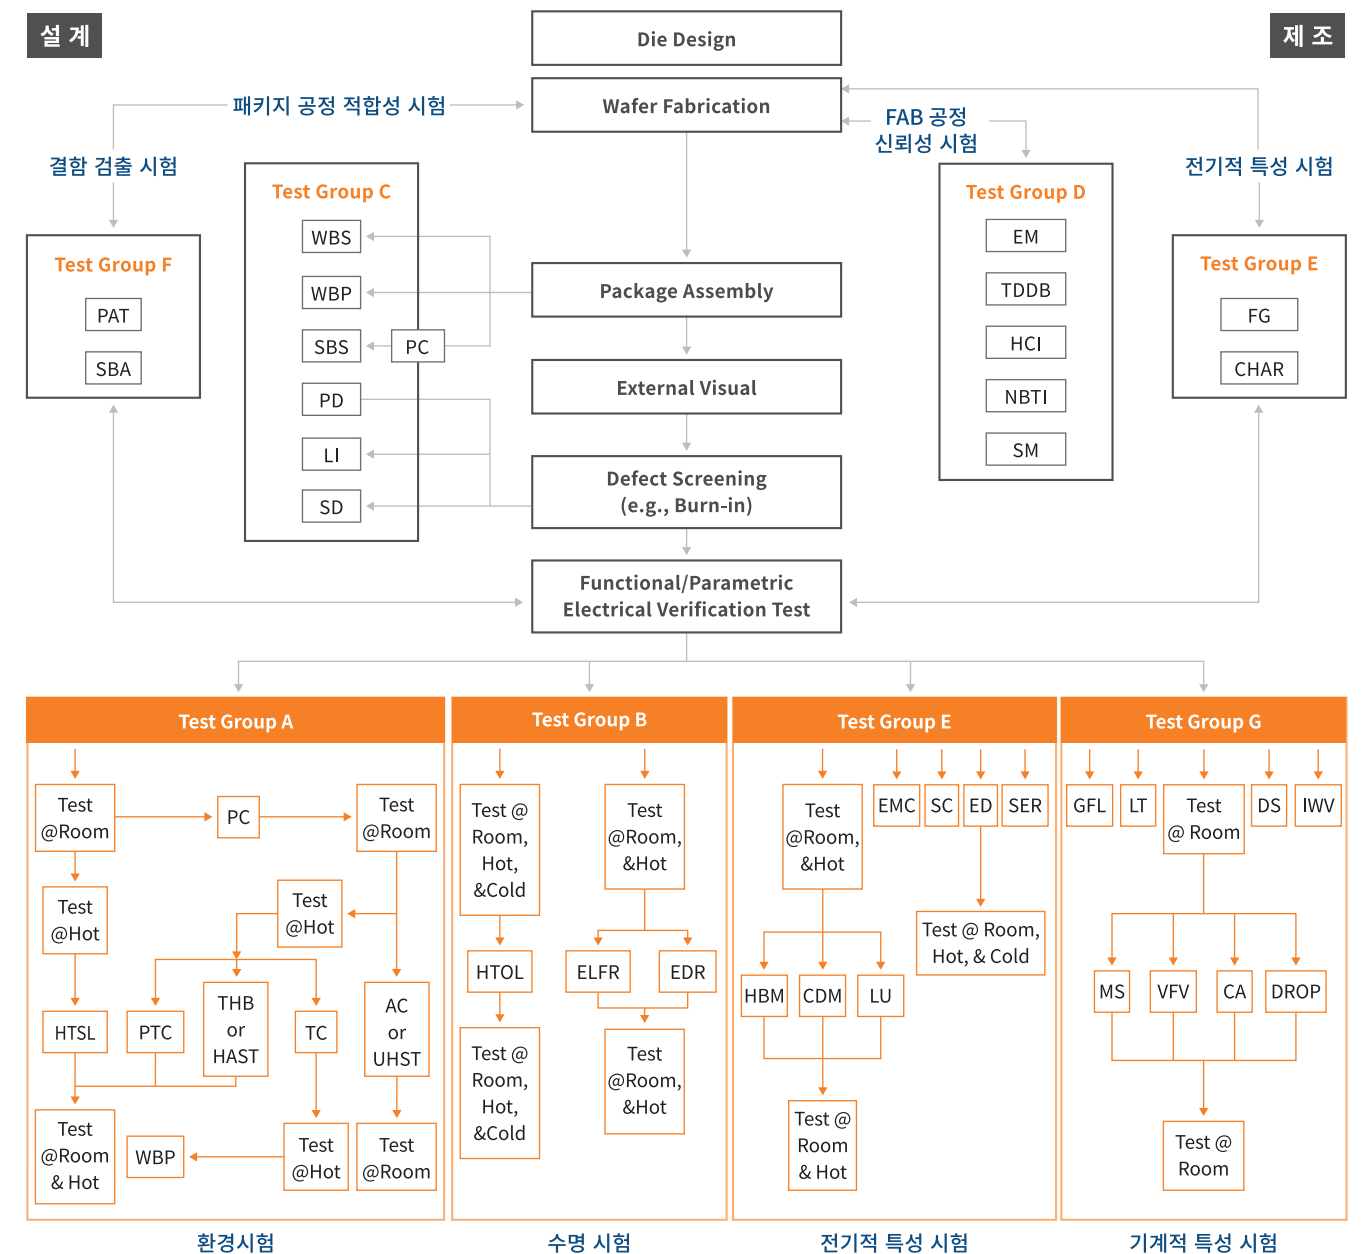 설 계
제 조
Die Design
Wafer Fabrication
패키지 공정 적합성 시험
FAB 공정
신뢰성 시험
결함 검출 시험
전기적 특성 시험
Test Group C
WBS
WBP
SBS
PC
PD
LI
SD
Test Group D
EM
TDDB
HCI
NBTI
SM
Test Group F
PAT
SBA
Test Group E
FG
CHAR
Package Assembly
External Visual
Defect Screening
(e.g., Burn-in)
Functional/Parametric
Electrical Verification Test
Test Group A
Test
@Room
PC
Test
@Room
Test
@Hot
Test
@Hot
HTSL
PTC
THB
or
HAST
TC
AC
or
UHST
Test
@Room
& Hot
WBP
Test
@Hot
Test
@Room
환경시험
Test Group B
Test @
Room,
Hot,
&Cold
Test
@Room,
&Hot
HTOL
ELFR
EDR
Test @
Room,
Hot,
&Cold
Test
@Room,
&Hot
수명 시험
Test Group E
Test
@Room,
&Hot
EMC
SC
ED
SER
Test @ Room,
Hot, & Cold
HBM
CDM
LU
Test @
Room
& Hot
전기적 특성 시험
Test Group G
GFL
LT
Test
@ Room
DS
IWV
MS
VFV
CA
DROP
Test @
Room
기계적 특성 시험